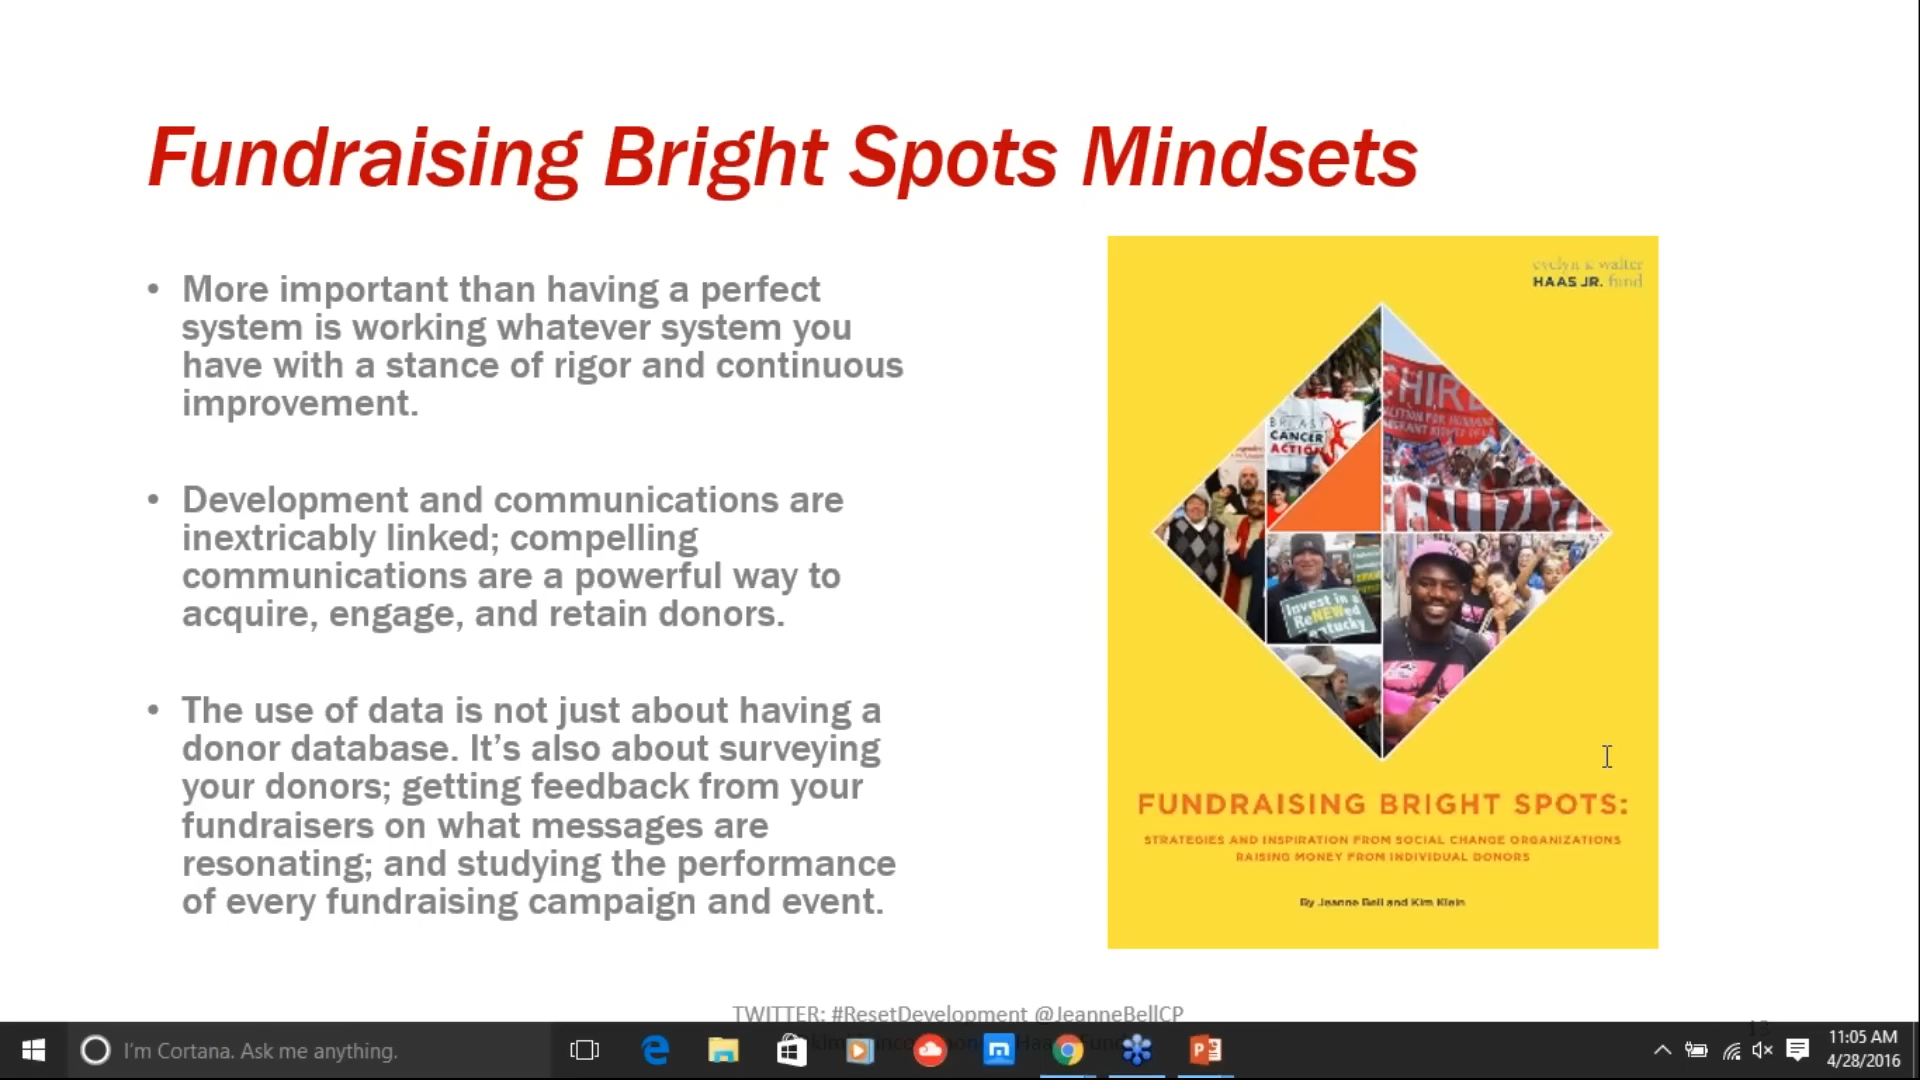 Fundraising Bright Spots Mindsets
• More important than having a perfect
system is working whatever system you
have with a stance of rigor and continuous
improvement.
• Development and communications are
inextricably linked; compelling
communications are a powerful way to
acquire, engage, and retain donors.
• The use of data is not just about having a
donor database. It’s also about surveying
your donors; getting feedback from your
fundraisers on what messages are
resonating; and studying the performance
of every fundraising campaign and event.
evelyn & walter
HAAS JR. fund
BREAST
CANCER
ACTION
CHIRL
Invest in a
ReNEWed
entucky
FUNDRAISING BRIGHT SPOTS:
STRATEGIES AND INSPIRATION FROM SOCIAL CHANGE ORGANIZATIONS
RAISING MONEY FROM INDIVIDUAL DONORS
By Jeanne Bell and Kim Klein
TWITTER: #ResetDevelopment @JeanneBellCP
I'm Cortana. Ask me anything.
11:05 AM
4/28/2016